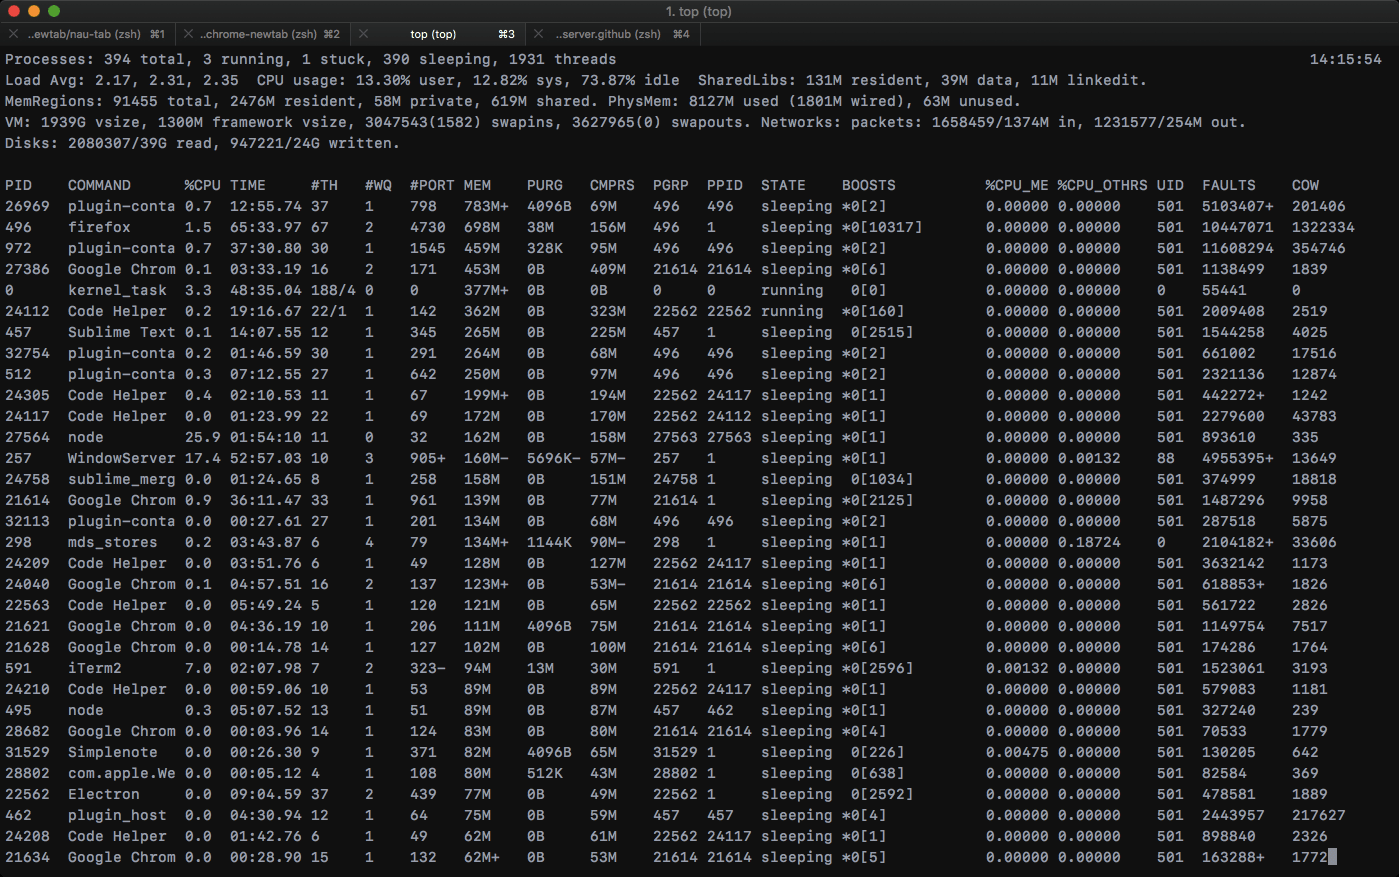 1. top (top)
..ewtab/nau-tab (zsh) ⌘1 ..chrome-newtab (zsh) ⌘2 top (top) ⌘3 ..server.github (zsh) ⌘4
Processes: 394 total, 3 running, 1 stuck, 390 sleeping, 1931 threads 14:15:54
Load Avg: 2.17, 2.31, 2.35 CPU usage: 13.30% user, 12.82% sys, 73.87% idle SharedLibs: 131M resident, 39M data, 11M linkedit.
MemRegions: 91455 total, 2476M resident, 58M private, 619M shared. PhysMem: 8127M used (1801M wired), 63M unused.
VM: 1939G vsize, 1300M framework vsize, 3047543(1582) swapins, 3627965(0) swapouts. Networks: packets: 1658459/1374M in, 1231577/254M out.
Disks: 2080307/39G read, 947221/24G written.
PID COMMAND %CPU TIME #TH #WQ #PORT MEM PURG CMPRS PGRP PPID STATE BOOSTS %CPU_ME %CPU_OTHRS UID FAULTS COW
26969 plugin-conta 0.7 12:55.74 37 1 798 783M+ 4096B 69M 496 496 sleeping *0[2] 0.00000 0.00000 501 5103407+ 201406
496 firefox 1.5 65:33.97 67 2 4730 698M 38M 156M 496 1 sleeping *0[10317] 0.00000 0.00000 501 10447071 1322334
972 plugin-conta 0.7 37:30.80 30 1 1545 459M 328K 95M 496 496 sleeping *0[2] 0.00000 0.00000 501 11608294 354746
27386 Google Chrom 0.1 03:33.19 16 2 171 453M 0B 409M 21614 21614 sleeping *0[6] 0.00000 0.00000 501 1138499 1839
0 kernel_task 3.3 48:35.04 188/4 0 0 377M+ 0B 0B 0 0 running 0[0] 0.00000 0.00000 0 55441 0
24112 Code Helper 0.2 19:16.67 22/1 1 142 362M 0B 323M 22562 22562 running *0[160] 0.00000 0.00000 501 2009408 2519
457 Sublime Text 0.1 14:07.55 12 1 345 265M 0B 225M 457 1 sleeping 0[2515] 0.00000 0.00000 501 1544258 4025
32754 plugin-conta 0.2 01:46.59 30 1 291 264M 0B 68M 496 496 sleeping *0[2] 0.00000 0.00000 501 661002 17516
512 plugin-conta 0.3 07:12.55 27 1 642 250M 0B 97M 496 496 sleeping *0[2] 0.00000 0.00000 501 2321136 12874
24305 Code Helper 0.4 02:10.53 11 1 67 199M+ 0B 194M 22562 24117 sleeping *0[1] 0.00000 0.00000 501 442272+ 1242
24117 Code Helper 0.0 01:23.99 22 1 69 172M 0B 170M 22562 24112 sleeping *0[1] 0.00000 0.00000 501 2279600 43783
27564 node 25.9 01:54:10 11 0 32 162M 0B 158M 27563 27563 sleeping *0[1] 0.00000 0.00000 501 893610 335
257 WindowServer 17.4 52:57.03 10 3 905+ 160M- 5696K- 57M- 257 1 sleeping *0[1] 0.00000 0.00132 88 4955395+ 13649
24758 sublime_merg 0.0 01:24.65 8 1 258 158M 0B 151M 24758 1 sleeping 0[1034] 0.00000 0.00000 501 374999 18818
21614 Google Chrom 0.9 36:11.47 33 1 961 139M 0B 77M 21614 1 sleeping *0[2125] 0.00000 0.00000 501 1487296 9958
32113 plugin-conta 0.0 00:27.61 27 1 201 134M 0B 68M 496 496 sleeping *0[2] 0.00000 0.00000 501 287518 5875
298 mds_stores 0.2 03:43.87 6 4 79 134M+ 1144K 90M- 298 1 sleeping *0[1] 0.00000 0.18724 0 2104182+ 33606
24209 Code Helper 0.0 03:51.76 6 1 49 128M 0B 127M 22562 24117 sleeping *0[1] 0.00000 0.00000 501 3632142 1173
24040 Google Chrom 0.1 04:57.51 16 2 137 123M+ 0B 53M- 21614 21614 sleeping *0[6] 0.00000 0.00000 501 618853+ 1826
22563 Code Helper 0.0 05:49.24 5 1 120 121M 0B 65M 22562 22562 sleeping *0[1] 0.00000 0.00000 501 561722 2826
21621 Google Chrom 0.0 04:36.19 10 1 206 111M 4096B 75M 21614 21614 sleeping *0[1] 0.00000 0.00000 501 1149754 7517
21628 Google Chrom 0.0 00:14.78 14 1 127 102M 0B 100M 21614 21614 sleeping *0[6] 0.00000 0.00000 501 174286 1764
591 iTerm2 7.0 02:07.98 7 2 323- 94M 13M 30M 591 1 sleeping *0[2596] 0.00132 0.00000 501 1523061 3193
24210 Code Helper 0.0 00:59.06 10 1 53 89M 0B 89M 22562 24117 sleeping *0[1] 0.00000 0.00000 501 579083 1181
495 node 0.3 05:07.52 13 1 51 89M 0B 87M 457 462 sleeping *0[1] 0.00000 0.00000 501 327240 239
28682 Google Chrom 0.0 00:03.96 14 1 124 83M 0B 80M 21614 21614 sleeping *0[4] 0.00000 0.00000 501 70533 1779
31529 Simplenote 0.0 00:26.30 9 1 371 82M 4096B 65M 31529 1 sleeping 0[226] 0.00475 0.00000 501 130205 642
28802 com.apple.We 0.0 00:05.12 4 1 108 80M 512K 43M 28802 1 sleeping 0[638] 0.00000 0.00000 501 82584 369
22562 Electron 0.0 09:04.59 37 2 439 77M 0B 49M 22562 1 sleeping 0[2592] 0.00000 0.00000 501 478581 1889
462 plugin_host 0.0 04:30.94 12 1 64 75M 0B 59M 457 457 sleeping *0[4] 0.00000 0.00000 501 2443957 217627
24208 Code Helper 0.0 01:42.76 6 1 49 62M 0B 61M 22562 24117 sleeping *0[1] 0.00000 0.00000 501 898840 2326
21634 Google Chrom 0.0 00:28.90 15 1 132 62M+ 0B 53M 21614 21614 sleeping *0[5] 0.00000 0.00000 501 163288+ 1772